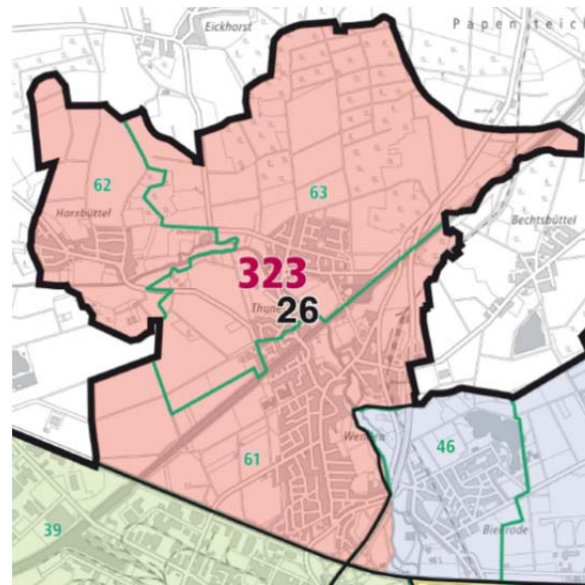 Eickhorst
Papenteich
62
63
Harxbüttel
Bechtsbüttel
323
26
Thune
Wenden
61
46
39
Bienrode